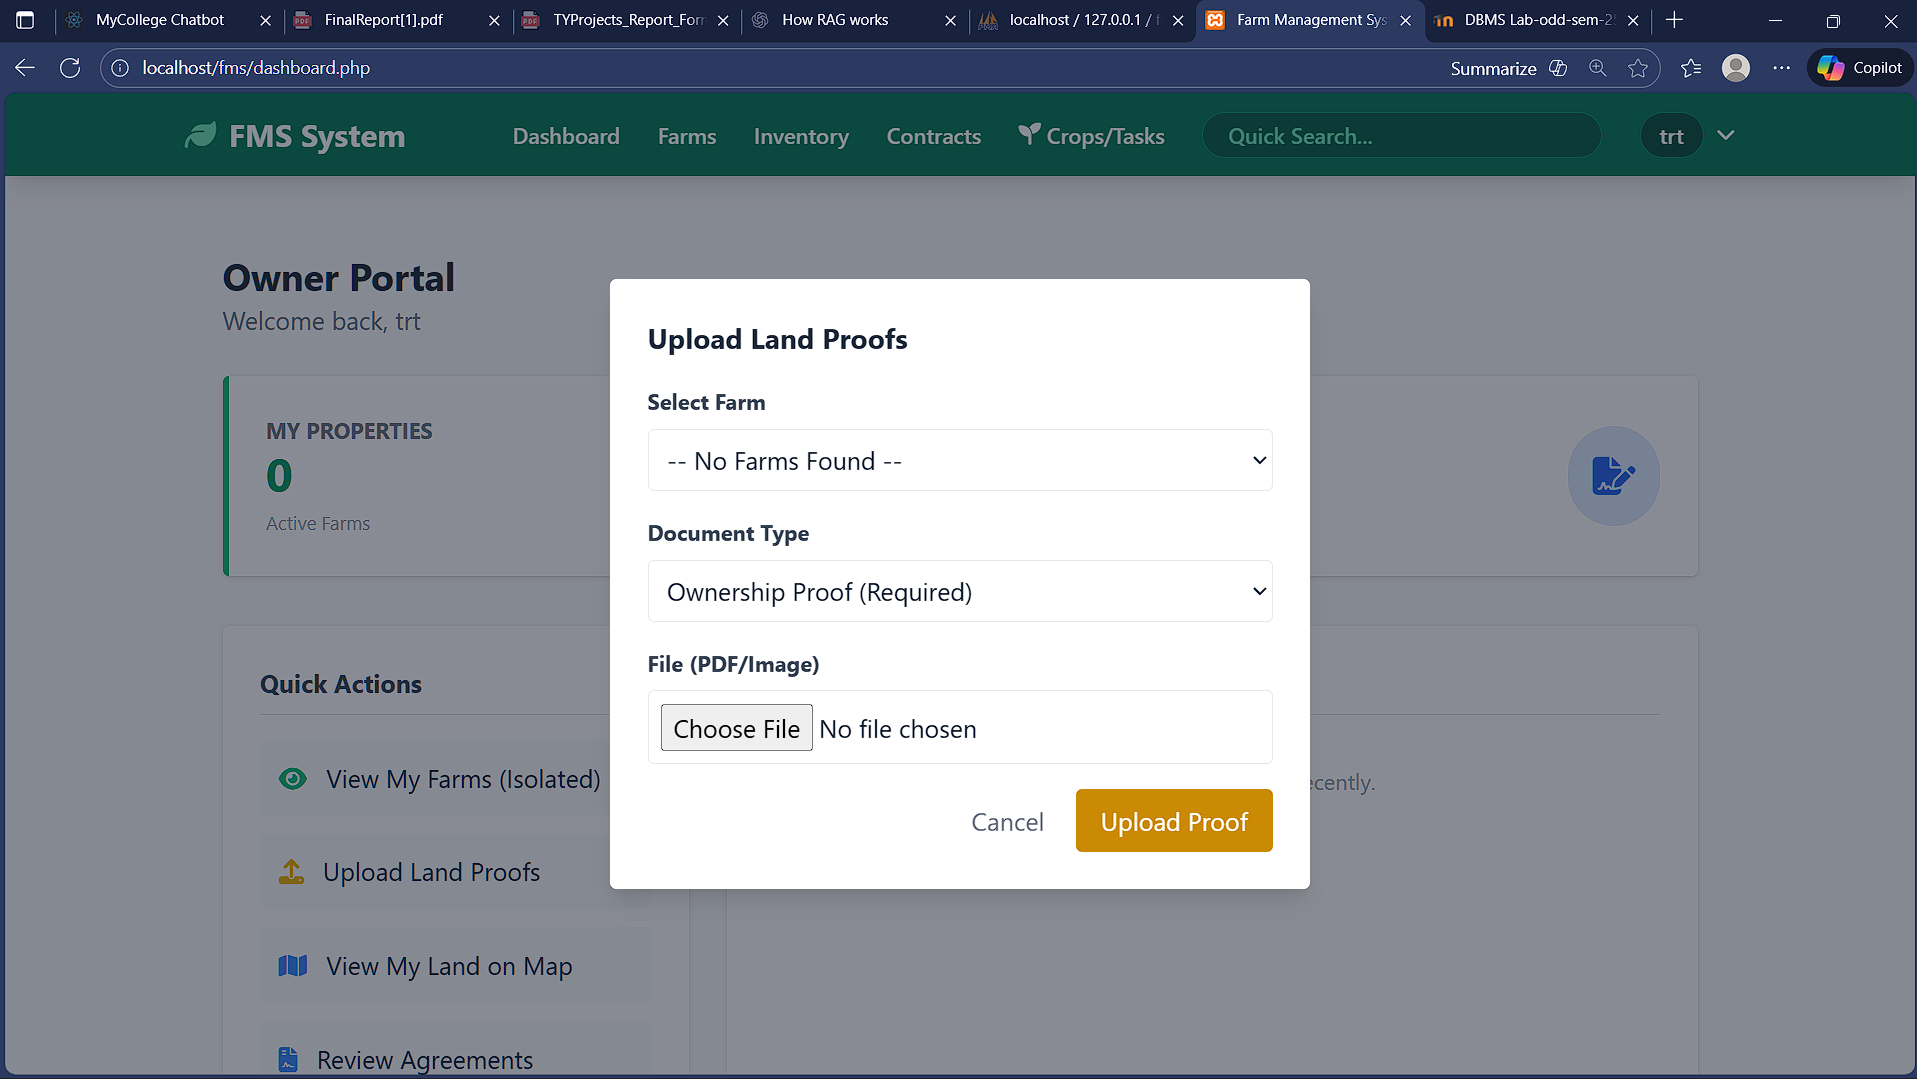 MyCollege Chatbot
FinalReport[1].pdf
TYProjects_Report_Forr
How RAG works
localhost / 127.0.0.1 / f
Farm Management Sys
DBMS Lab-odd-sem-25
localhost/fms/dashboard.php
Summarize
Copilot
FMS System
Dashboard
Farms
Inventory
Contracts
Crops/Tasks
Quick Search...
trt
Owner Portal
Welcome back, trt
MY PROPERTIES
0
Active Farms
Quick Actions
View My Farms (Isolated)
Upload Land Proofs
View My Land on Map
Review Agreements
Upload Land Proofs
Select Farm
-- No Farms Found --
Document Type
Ownership Proof (Required)
File (PDF/Image)
Choose File No file chosen
Cancel
Upload Proof
ecently.